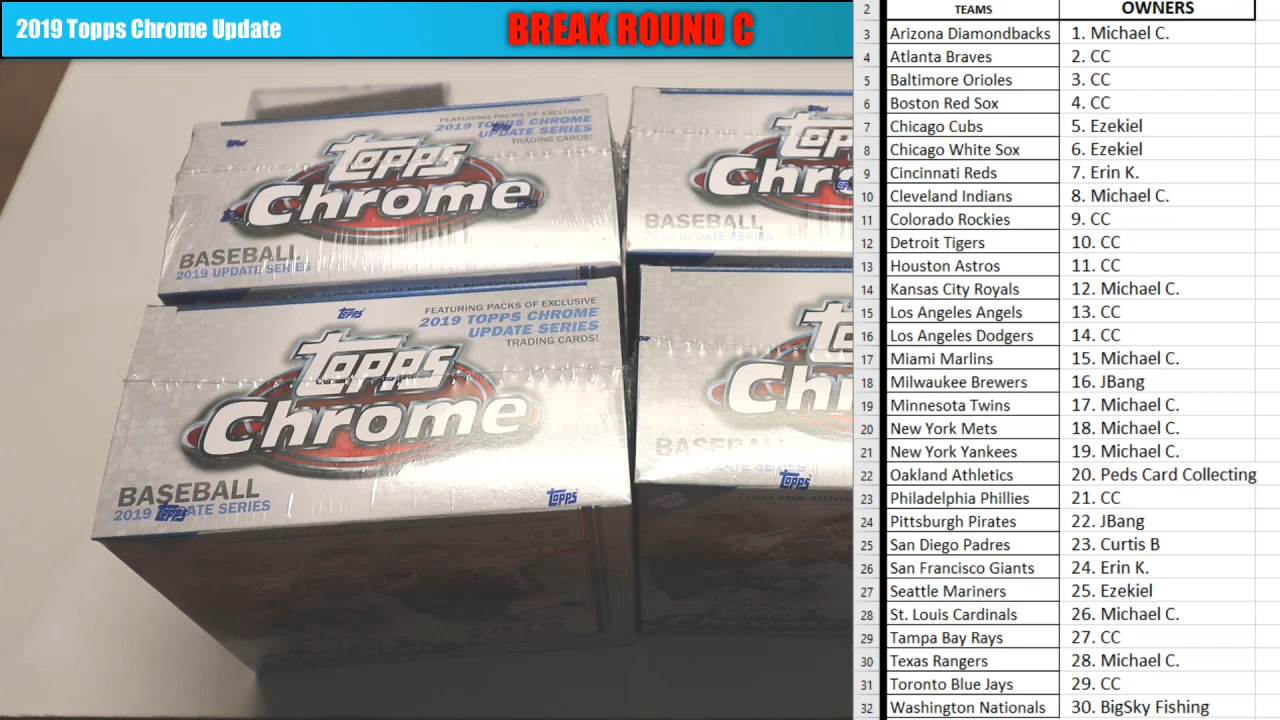 2019 Topps Chrome Update
BREAK ROUND C
Topps
FEATURING PACKS OF EXCLUSIVE
2019 TOPPS CHROME
UPDATE SERIES
TRADING CARDS!
Topps
Chrome
BASEBALL
2019 UPDATE SERIES
Topps
Chr
BASEBALL
Topps
FEATURING PACKS OF EXCLUSIVE
2019 TOPPS CHROME
UPDATE SERIES
TRADING CARDS!
Topps
Chrome
BASEBALL
2019 UPDATE SERIES
Topps
Ch
BASEBALL
UPDATE SERIES
Topps
2 TEAMS OWNERS
3 Arizona Diamondbacks 1. Michael C.
4 Atlanta Braves 2. CC
5 Baltimore Orioles 3. CC
6 Boston Red Sox 4. CC
7 Chicago Cubs 5. Ezekiel
8 Chicago White Sox 6. Ezekiel
9 Cincinnati Reds 7. Erin K.
10 Cleveland Indians 8. Michael C.
11 Colorado Rockies 9. CC
12 Detroit Tigers 10. CC
13 Houston Astros 11. CC
14 Kansas City Royals 12. Michael C.
15 Los Angeles Angels 13. CC
16 Los Angeles Dodgers 14. CC
17 Miami Marlins 15. Michael C.
18 Milwaukee Brewers 16. JBang
19 Minnesota Twins 17. Michael C.
20 New York Mets 18. Michael C.
21 New York Yankees 19. Michael C.
22 Oakland Athletics 20. Peds Card Collecting
23 Philadelphia Phillies 21. CC
24 Pittsburgh Pirates 22. JBang
25 San Diego Padres 23. Curtis B
26 San Francisco Giants 24. Erin K.
27 Seattle Mariners 25. Ezekiel
28 St. Louis Cardinals 26. Michael C.
29 Tampa Bay Rays 27. CC
30 Texas Rangers 28. Michael C.
31 Toronto Blue Jays 29. CC
32 Washington Nationals 30. BigSky Fishing